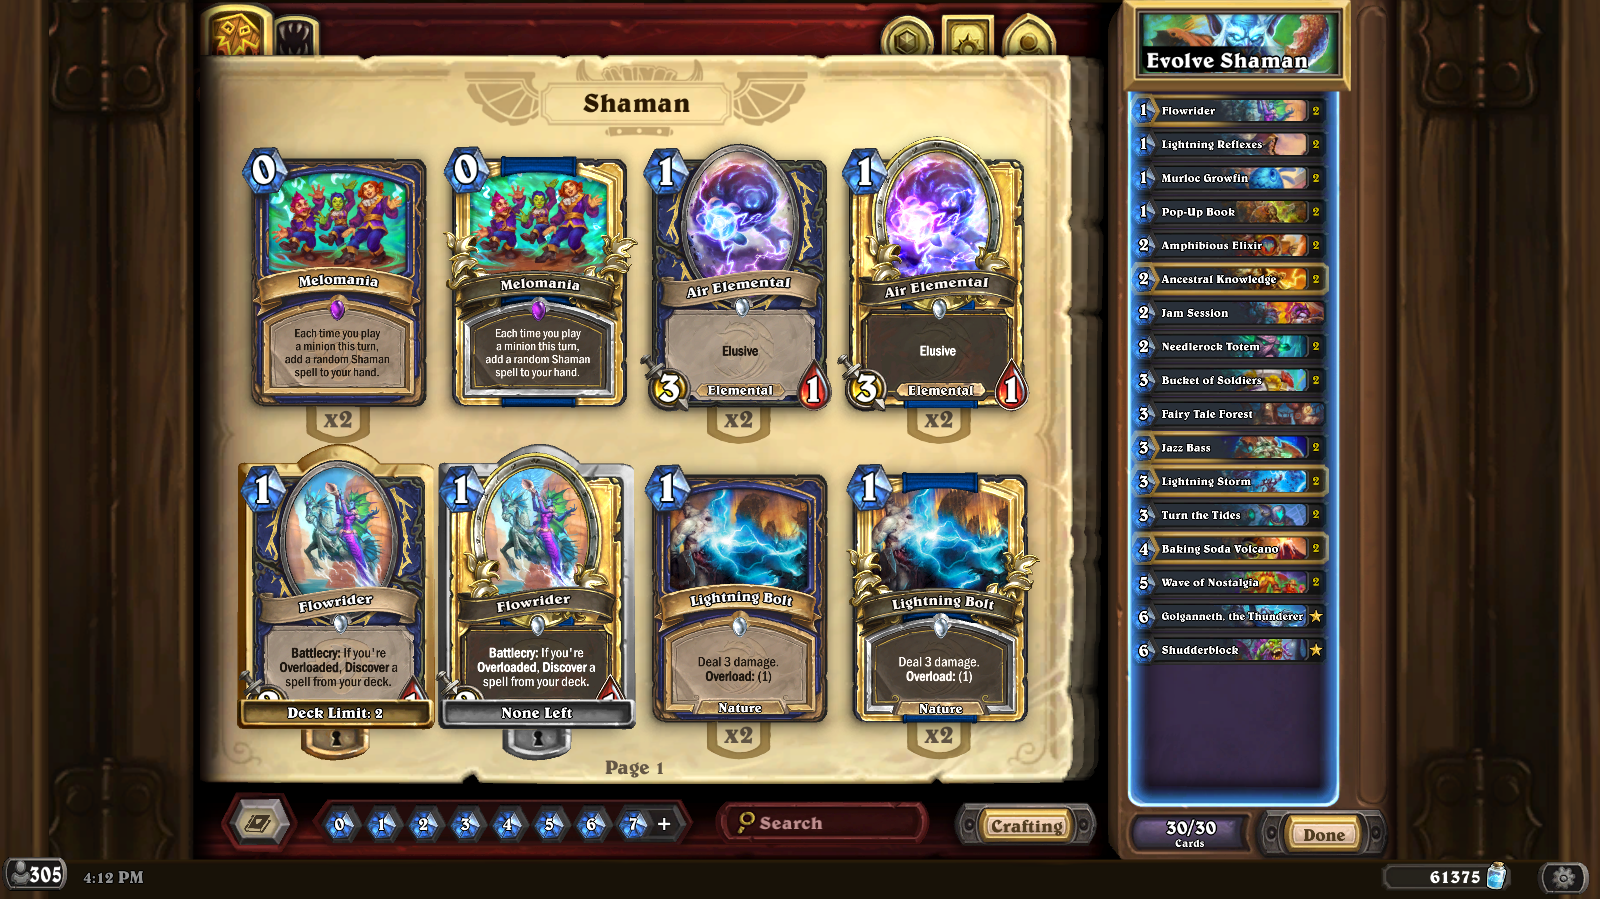 Shaman
0
Melomania
Each time you play
a minion this turn,
add a random Shaman
spell to your hand.
x2
0
Melomania
Each time you play
a minion this turn,
add a random Shaman
spell to your hand.
1
Air Elemental
Elusive
3
Elemental
1
x2
1
Air Elemental
Elusive
3
Elemental
1
x2
1
Flowrider
Battlecry: If you're
Overloaded, Discover a
spell from your deck.
Deck Limit: 2
1
Flowrider
Battlecry: If you're
Overloaded, Discover a
spell from your deck.
None Left
1
Lightning Bolt
Deal 3 damage.
Overload: (1)
Nature
x2
1
Lightning Bolt
Deal 3 damage.
Overload: (1)
Nature
x2
Page 1
0 1 2 3 4 5 6 7 +
Search
Crafting
Evolve Shaman
1 Flowrider 2
1 Lightning Reflexes 2
1 Murloc Growfin 2
1 Pop-Up Book 2
2 Amphibious Elixir 2
2 Ancestral Knowledge 2
2 Jam Session
2 Needlerock Totem 2
3 Bucket of Soldiers 2
3 Fairy Tale Forest
3 Jazz Bass 2
3 Lightning Storm 2
3 Turn the Tides 2
4 Baking Soda Volcano 2
5 Wave of Nostalgia 2
6 Golganneth, the Thunderer
6 Shudderblock
30/30
Cards
Done
305
4:12 PM
61375